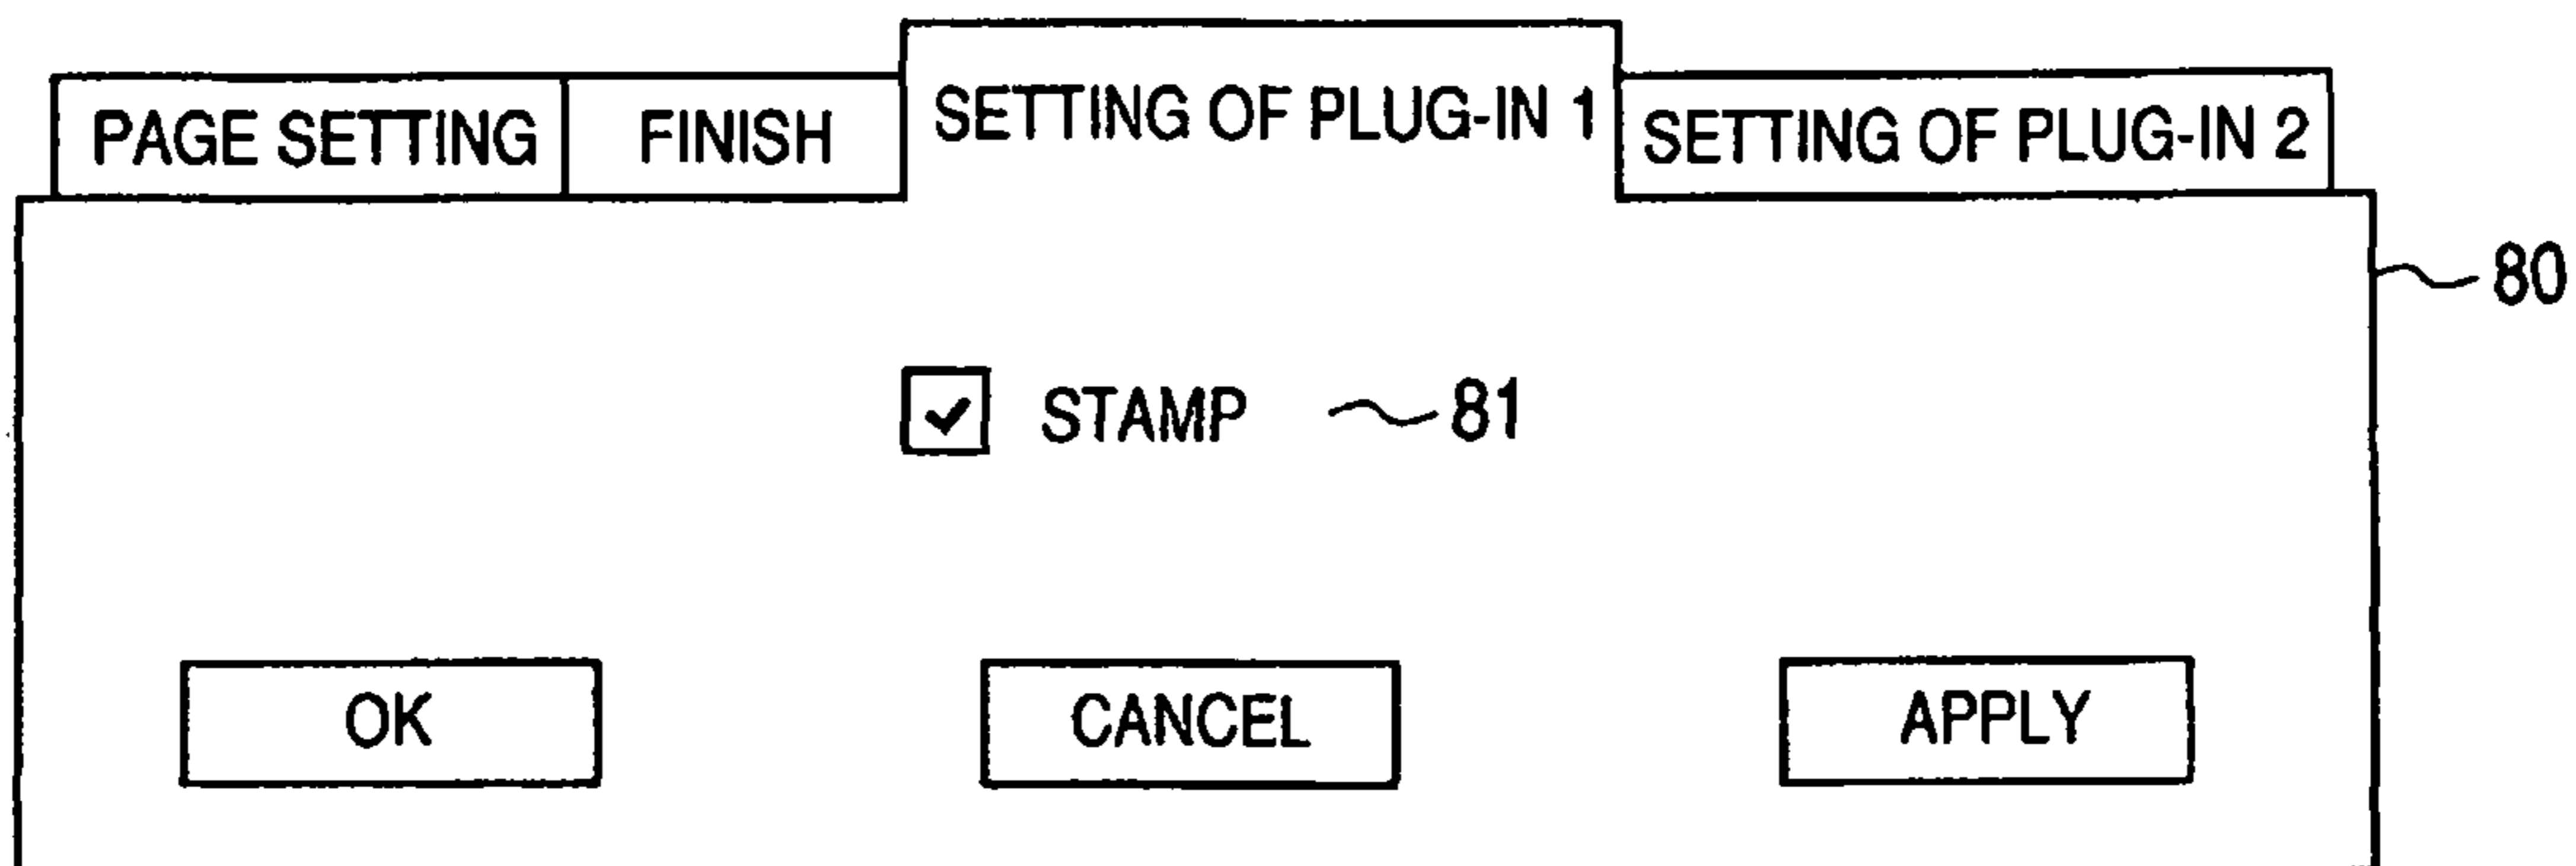 PAGE SETTING
FINISH
SETTING OF PLUG-IN 1
SETTING OF PLUG-IN 2
80
STAMP
81
OK
CANCEL
APPLY